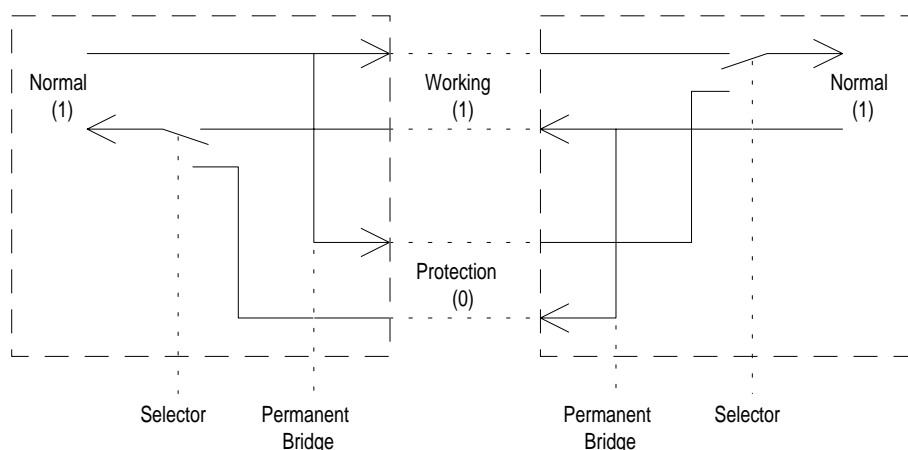 Normal
(1)
Working
(1)
Normal
(1)
Protection
(0)
Selector
Permanent
Bridge
Permanent
Bridge
Selector